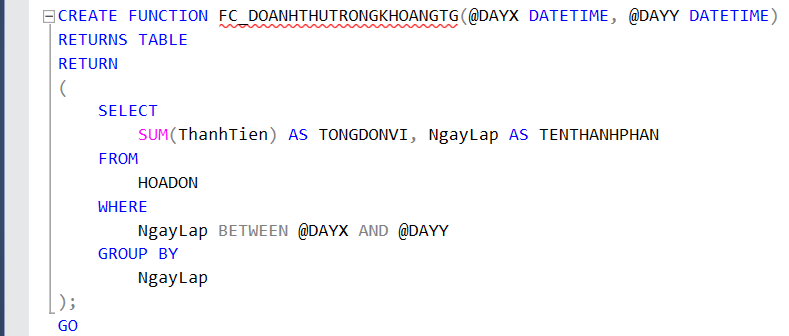 CREATE FUNCTION FC_DOANHTHUTRONGKHOANGTG(@DAYX DATETIME, @DAYY DATETIME)
RETURNS TABLE
RETURN
(
    SELECT
        SUM(ThanhTien) AS TONGDONVI, NgayLap AS TENTHANHPHAN
    FROM
        HOADON
    WHERE
        NgayLap BETWEEN @DAYX AND @DAYY
    GROUP BY
        NgayLap
);
GO